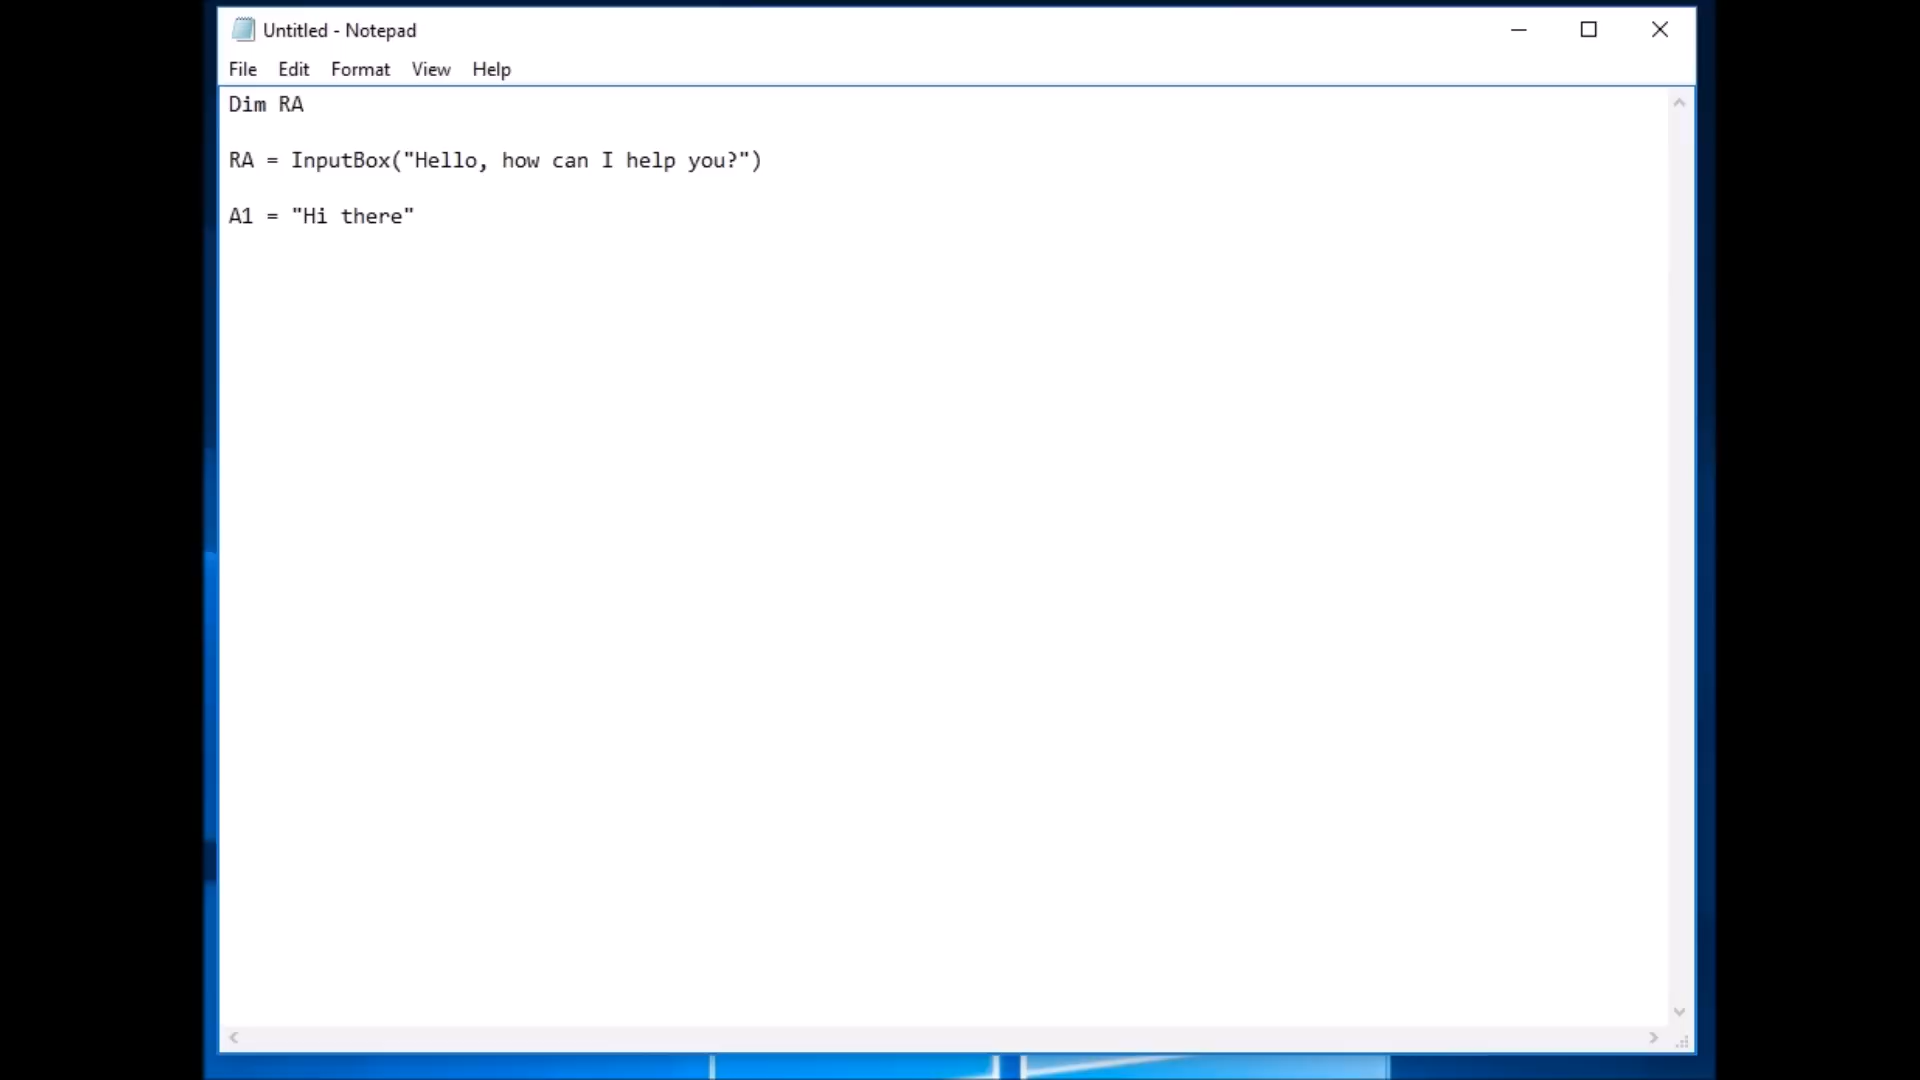 Untitled - Notepad
File Edit Format View Help
Dim RA
RA = InputBox("Hello, how can I help you?")
A1 = "Hi there"